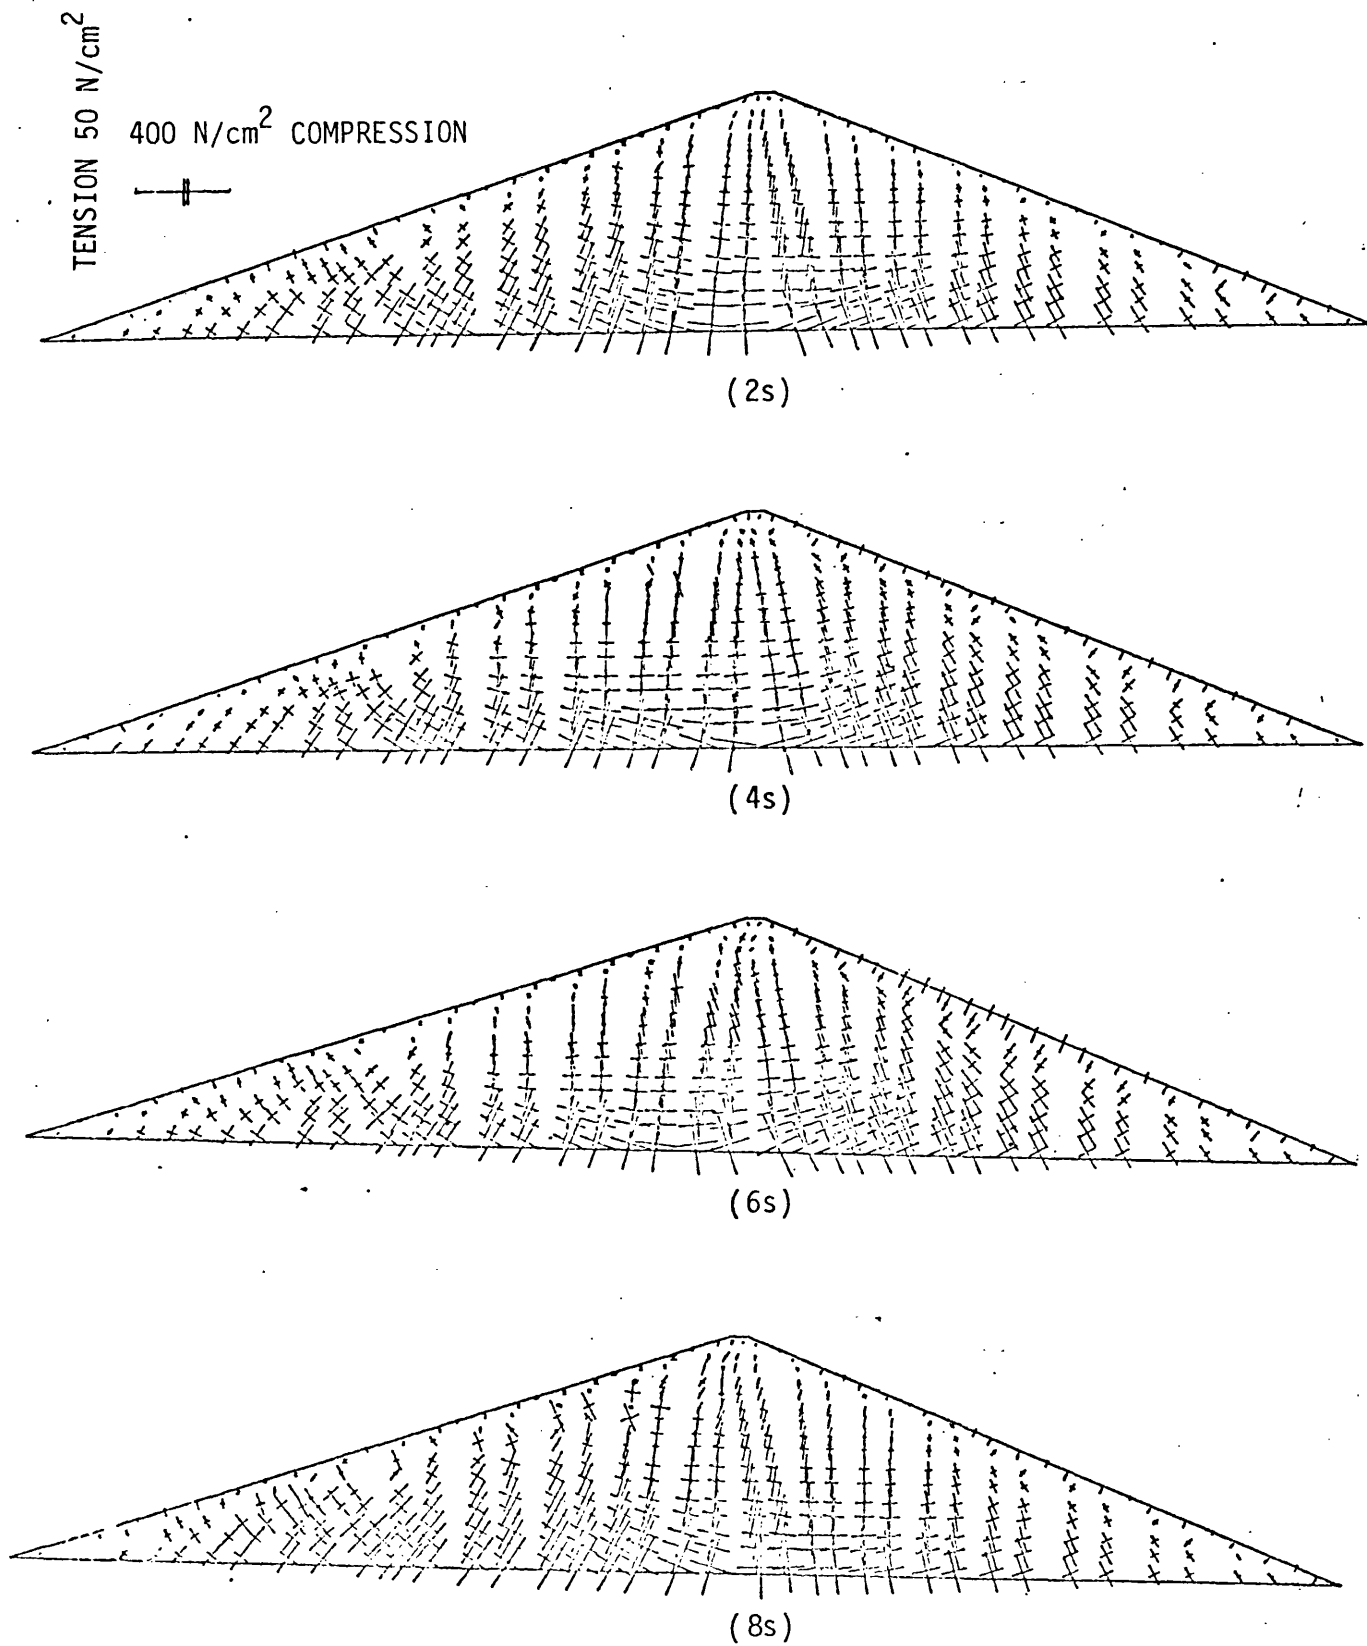 TENSION 50 N/cm²
400 N/cm² COMPRESSION
(2s)
(4s)
(6s)
(8s)